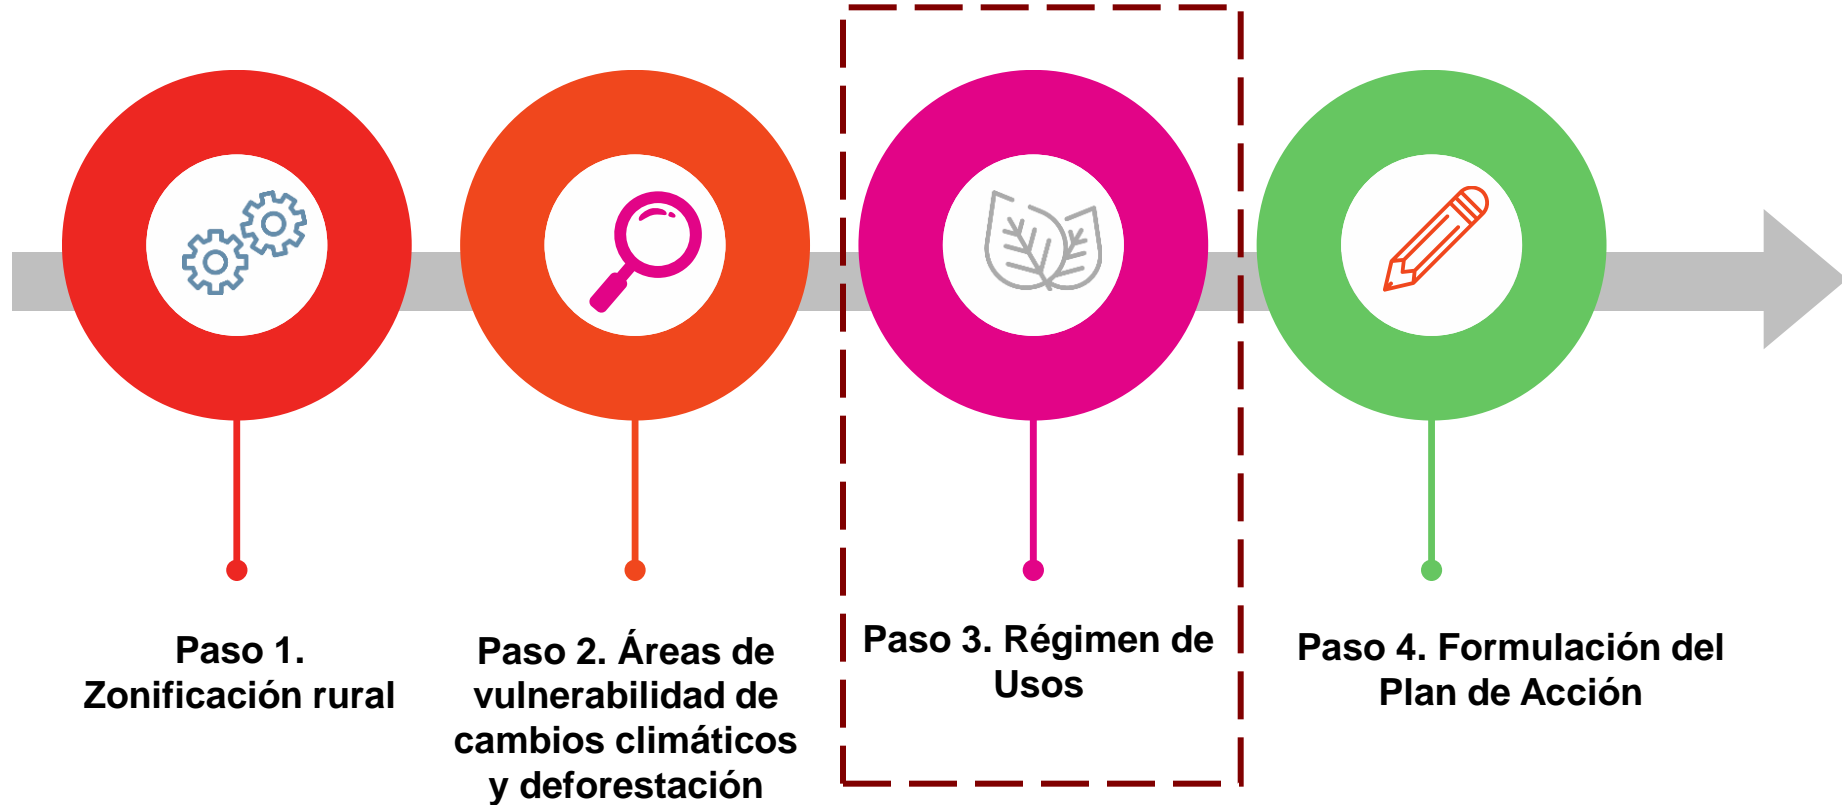 Paso 1.
Zonificación rural
Paso 2. Áreas de
vulnerabilidad de
cambios climáticos
y deforestación
Paso 3. Régimen de
Usos
Paso 4. Formulación del
Plan de Acción